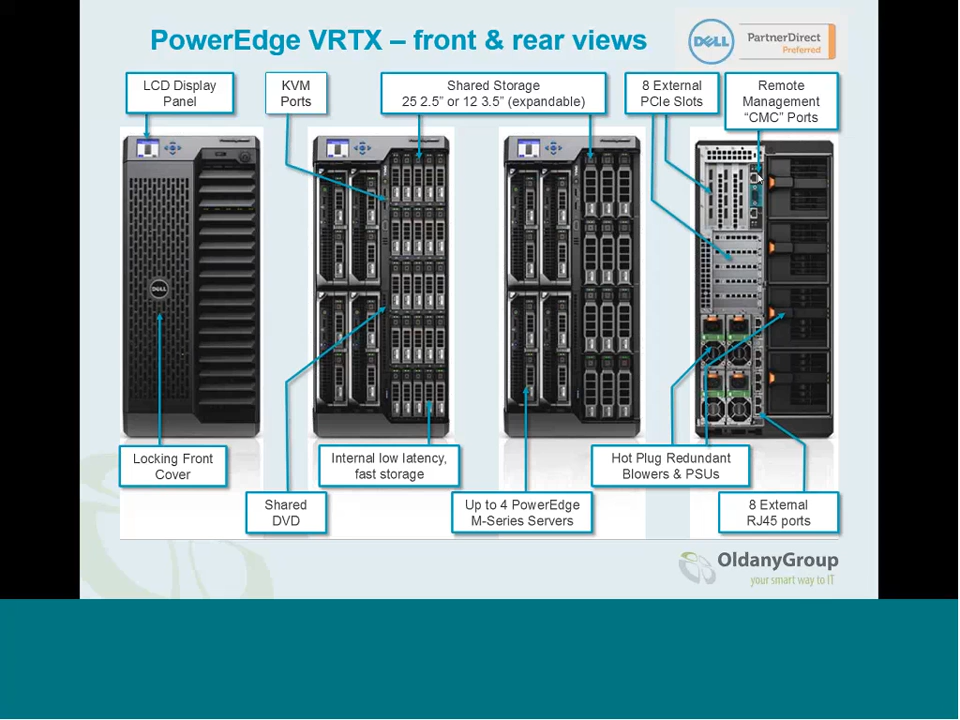 PowerEdge VRTX – front & rear views
DELL
PartnerDirect
Preferred
LCD Display
Panel
KVM
Ports
Shared Storage
25 2.5” or 12 3.5” (expandable)
8 External
PCIe Slots
Remote
Management
“CMC” Ports
DELL
Locking Front
Cover
Internal low latency,
fast storage
Hot Plug Redundant
Blowers & PSUs
Shared
DVD
Up to 4 PowerEdge
M-Series Servers
8 External
RJ45 ports
OldanyGroup
your smart way to IT